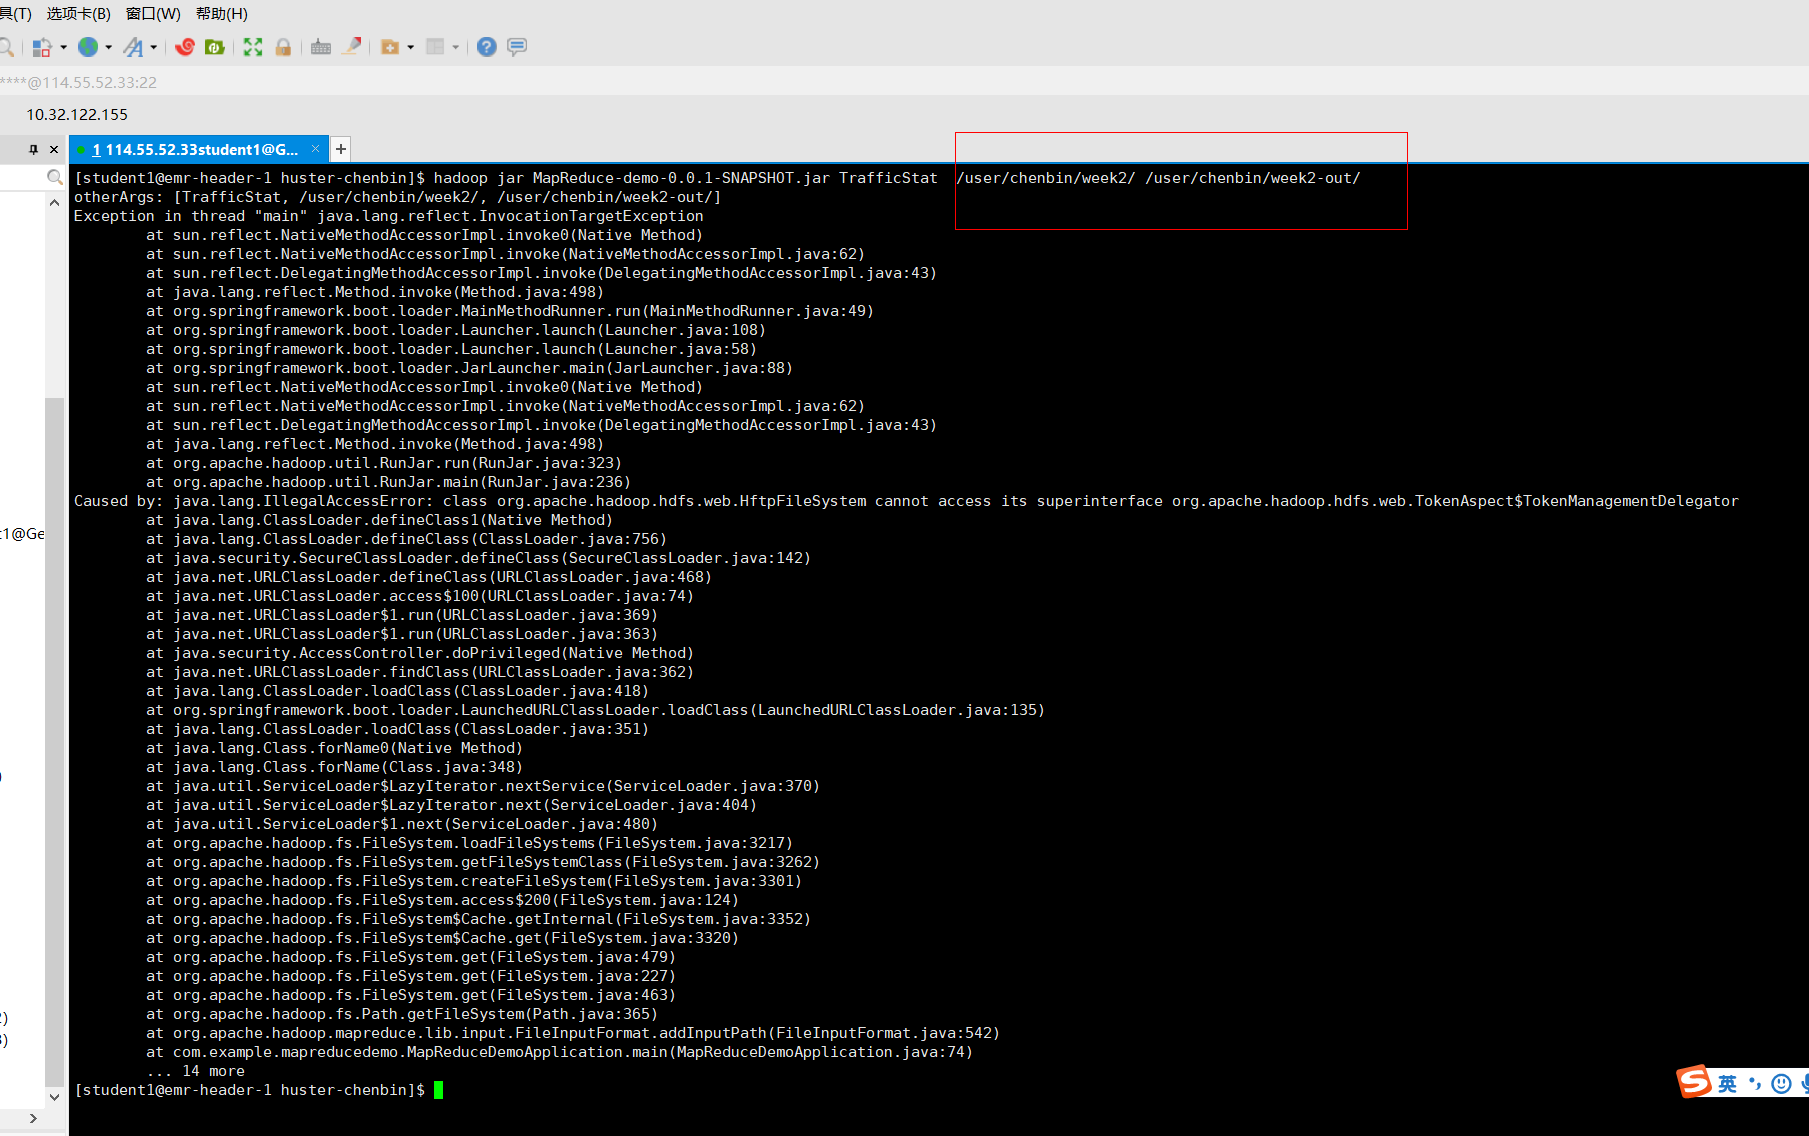 具(T) 选项卡(B) 窗口(W) 帮助(H)
****@114.55.52.33:22
10.32.122.155
1 114.55.52.33student1@G...
[student1@emr-header-1 huster-chenbin]$ hadoop jar MapReduce-demo-0.0.1-SNAPSHOT.jar TrafficStat  /user/chenbin/week2/ /user/chenbin/week2-out/
otherArgs: [TrafficStat, /user/chenbin/week2/, /user/chenbin/week2-out/]
Exception in thread "main" java.lang.reflect.InvocationTargetException
at sun.reflect.NativeMethodAccessorImpl.invoke0(Native Method)
at sun.reflect.NativeMethodAccessorImpl.invoke(NativeMethodAccessorImpl.java:62)
at sun.reflect.DelegatingMethodAccessorImpl.invoke(DelegatingMethodAccessorImpl.java:43)
at java.lang.reflect.Method.invoke(Method.java:498)
at org.springframework.boot.loader.MainMethodRunner.run(MainMethodRunner.java:49)
at org.springframework.boot.loader.Launcher.launch(Launcher.java:108)
at org.springframework.boot.loader.Launcher.launch(Launcher.java:58)
at org.springframework.boot.loader.JarLauncher.main(JarLauncher.java:88)
at sun.reflect.NativeMethodAccessorImpl.invoke0(Native Method)
at sun.reflect.NativeMethodAccessorImpl.invoke(NativeMethodAccessorImpl.java:62)
at sun.reflect.DelegatingMethodAccessorImpl.invoke(DelegatingMethodAccessorImpl.java:43)
at java.lang.reflect.Method.invoke(Method.java:498)
at org.apache.hadoop.util.RunJar.run(RunJar.java:323)
at org.apache.hadoop.util.RunJar.main(RunJar.java:236)
Caused by: java.lang.IllegalAccessError: class org.apache.hadoop.hdfs.web.HftpFileSystem cannot access its superinterface org.apache.hadoop.hdfs.web.TokenAspect$TokenManagementDelegator
at java.lang.ClassLoader.defineClass1(Native Method)
at java.lang.ClassLoader.defineClass(ClassLoader.java:756)
at java.security.SecureClassLoader.defineClass(SecureClassLoader.java:142)
at java.net.URLClassLoader.defineClass(URLClassLoader.java:468)
at java.net.URLClassLoader.access$100(URLClassLoader.java:74)
at java.net.URLClassLoader$1.run(URLClassLoader.java:369)
at java.net.URLClassLoader$1.run(URLClassLoader.java:363)
at java.security.AccessController.doPrivileged(Native Method)
at java.net.URLClassLoader.findClass(URLClassLoader.java:362)
at java.lang.ClassLoader.loadClass(ClassLoader.java:418)
at org.springframework.boot.loader.LaunchedURLClassLoader.loadClass(LaunchedURLClassLoader.java:135)
at java.lang.ClassLoader.loadClass(ClassLoader.java:351)
at java.lang.Class.forName0(Native Method)
at java.lang.Class.forName(Class.java:348)
at java.util.ServiceLoader$LazyIterator.nextService(ServiceLoader.java:370)
at java.util.ServiceLoader$LazyIterator.next(ServiceLoader.java:404)
at java.util.ServiceLoader$1.next(ServiceLoader.java:480)
at org.apache.hadoop.fs.FileSystem.loadFileSystems(FileSystem.java:3217)
at org.apache.hadoop.fs.FileSystem.getFileSystemClass(FileSystem.java:3262)
at org.apache.hadoop.fs.FileSystem.createFileSystem(FileSystem.java:3301)
at org.apache.hadoop.fs.FileSystem.access$200(FileSystem.java:124)
at org.apache.hadoop.fs.FileSystem$Cache.getInternal(FileSystem.java:3352)
at org.apache.hadoop.fs.FileSystem$Cache.get(FileSystem.java:3320)
at org.apache.hadoop.fs.FileSystem.get(FileSystem.java:479)
at org.apache.hadoop.fs.FileSystem.get(FileSystem.java:227)
at org.apache.hadoop.fs.FileSystem.get(FileSystem.java:463)
at org.apache.hadoop.fs.Path.getFileSystem(Path.java:365)
at org.apache.hadoop.mapreduce.lib.input.FileInputFormat.addInputPath(FileInputFormat.java:542)
at com.example.mapreducedemo.MapReduceDemoApplication.main(MapReduceDemoApplication.java:74)
... 14 more
[student1@emr-header-1 huster-chenbin]$
t1@Ge
英